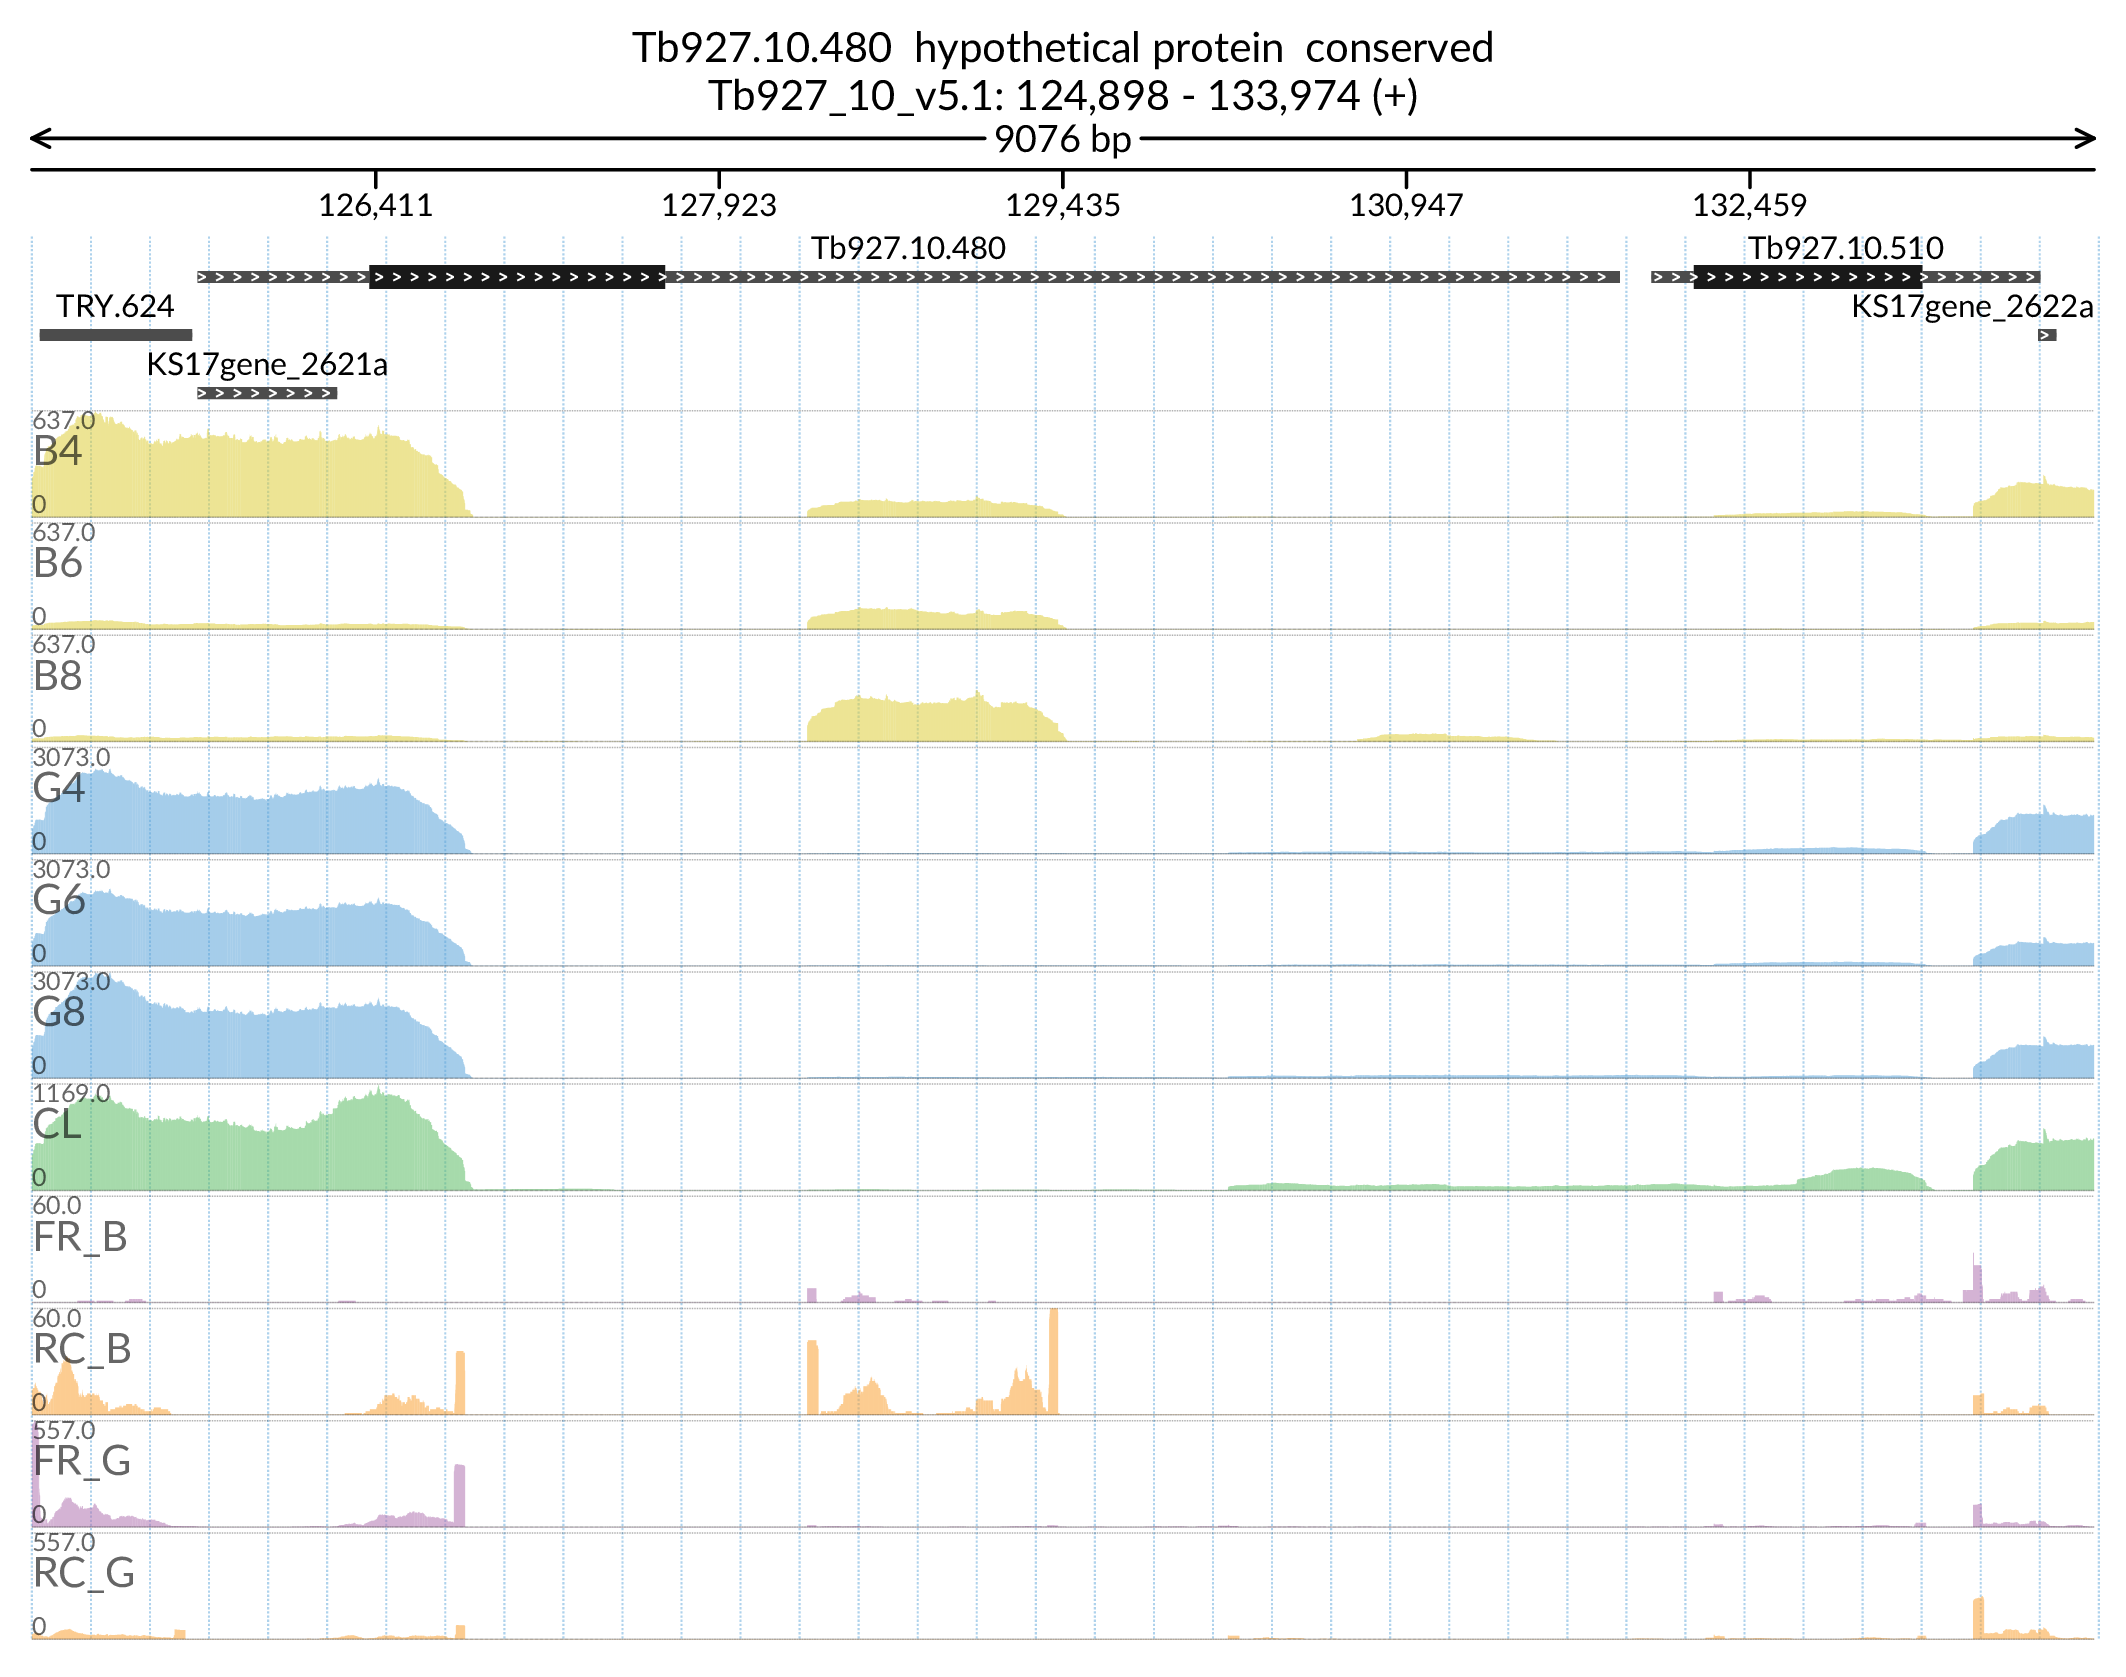 Tb927.10.480  hypothetical protein  conserved
Tb927_10_v5.1: 124,898 - 133,974 (+)
9076 bp
126,411 127,923 129,435 130,947 132,459
Tb927.10.480 Tb927.10.510
TRY.624 KS17gene_2622a
KS17gene_2621a
637.0
B4
0
637.0
B6
0
637.0
B8
0
3073.0
G4
0
3073.0
G6
0
3073.0
G8
0
1169.0
CL
0
60.0
FR_B
0
60.0
RC_B
0
557.0
FR_G
0
557.0
RC_G
0